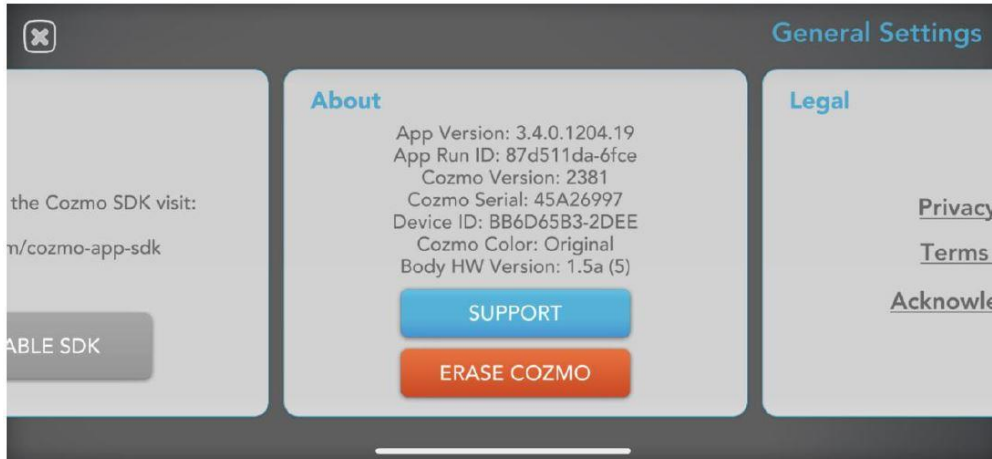 General Settings
the Cozmo SDK visit:
m/cozmo-app-sdk
ABLE SDK
About
App Version: 3.4.0.1204.19
App Run ID: 87d511da-6fce
Cozmo Version: 2381
Cozmo Serial: 45A26997
Device ID: BB6D65B3-2DEE
Cozmo Color: Original
Body HW Version: 1.5a (5)
SUPPORT
ERASE COZMO
Legal
Privacy
Terms
Acknowle